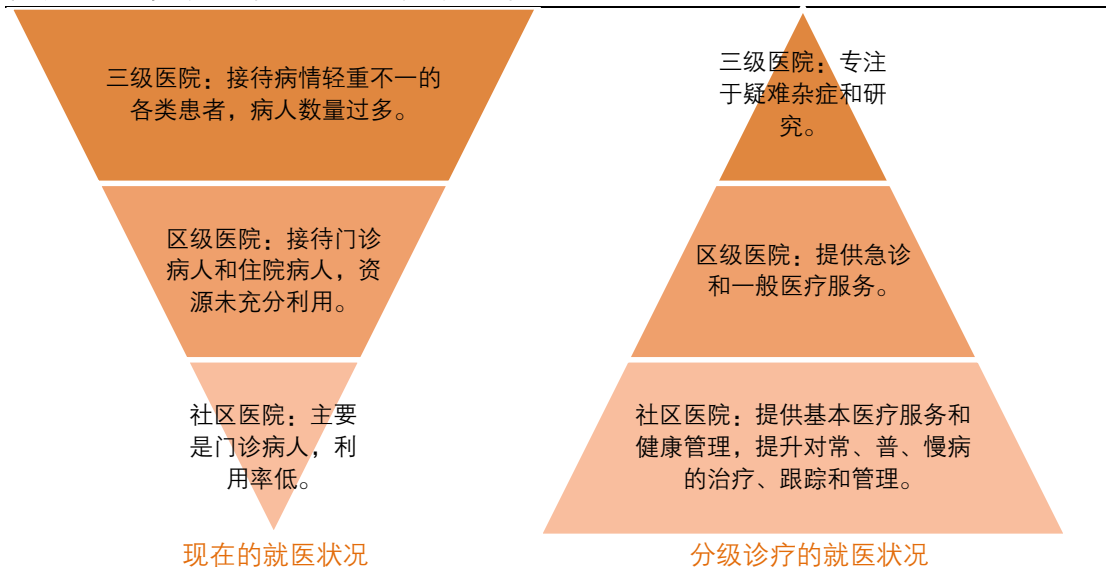 三级医院：接待病情轻重不一的
各类患者，病人数量过多。
区级医院：接待门诊
病人和住院病人，资
源未充分利用。
社区医院：主要
是门诊病人，利
用率低。
现在的就医状况
三级医院：专注
于疑难杂症和研
究。
区级医院：提供急诊
和一般医疗服务。
社区医院：提供基本医疗服务和
健康管理，提升对常、普、慢病
的治疗、跟踪和管理。
分级诊疗的就医状况